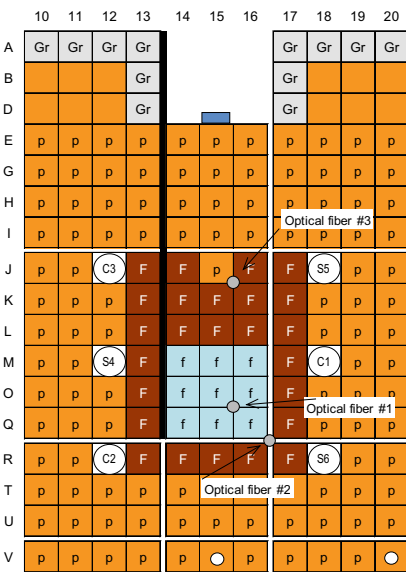 10 11 12 13 14 15 16 17 18 19 20
A Gr Gr Gr Gr Gr Gr Gr Gr
B Gr Gr
D Gr Gr
E p p p p p p p p p p p
G p p p p p p p p p p p
H p p p p p p p p p p p
I p p p p p p p p p p p
Optical fiber #3
J p p C3 F F p F F S5 p p
K p p p F F F F F p p p
L p p p F F F F F p p p
M p p S4 F f f f F C1 p p
O p p p F f f f F p p p
Optical fiber #1
Q p p p F f f f F p p p
R p p C2 F F F F F S6 p p
T p p p p p p p p
Optical fiber #2
U p p p p p p p p p p p
V p p p p p p p p p